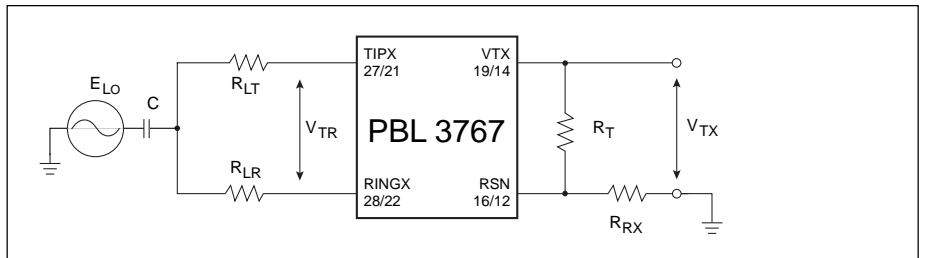 TIPX
27/21
VTX
19/14
R_LT
E_LO
C
V_TR
PBL 3767
R_T
V_TX
R_LR
RINGX
28/22
RSN
16/12
R_RX